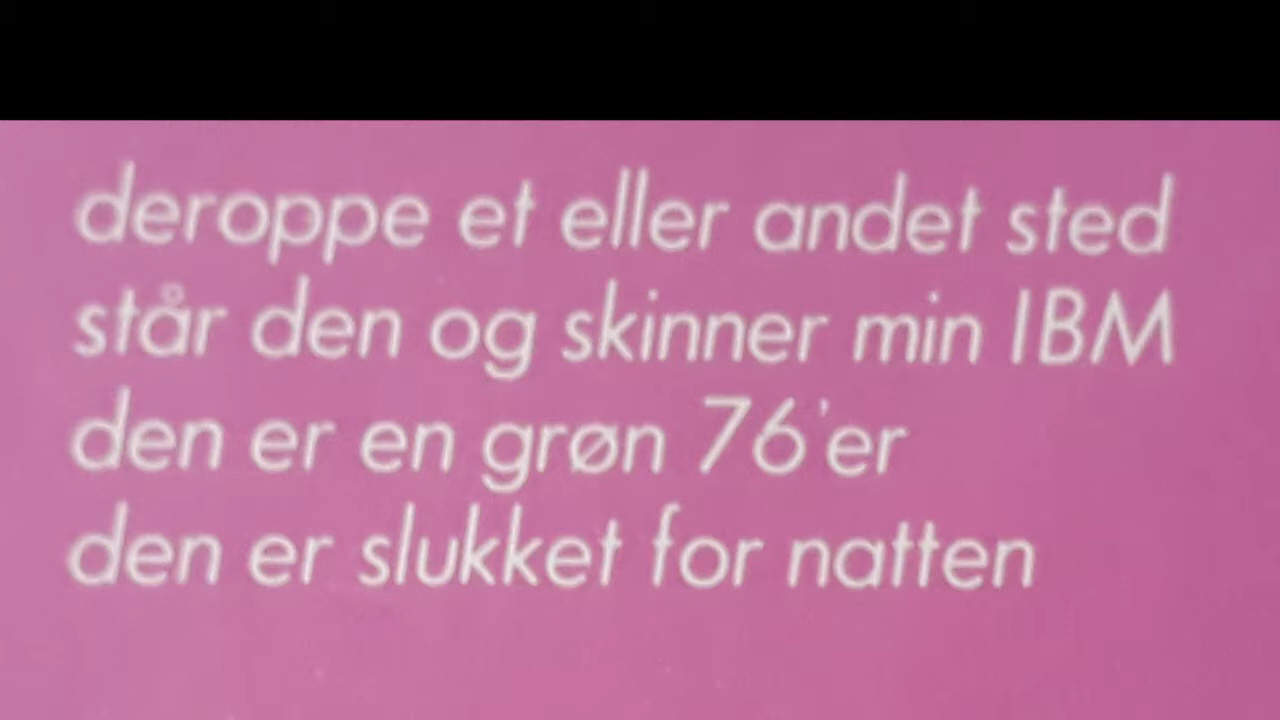 deroppe et eller andet sted
står den og skinner min IBM
den er en grøn 76'er
den er slukket for natten